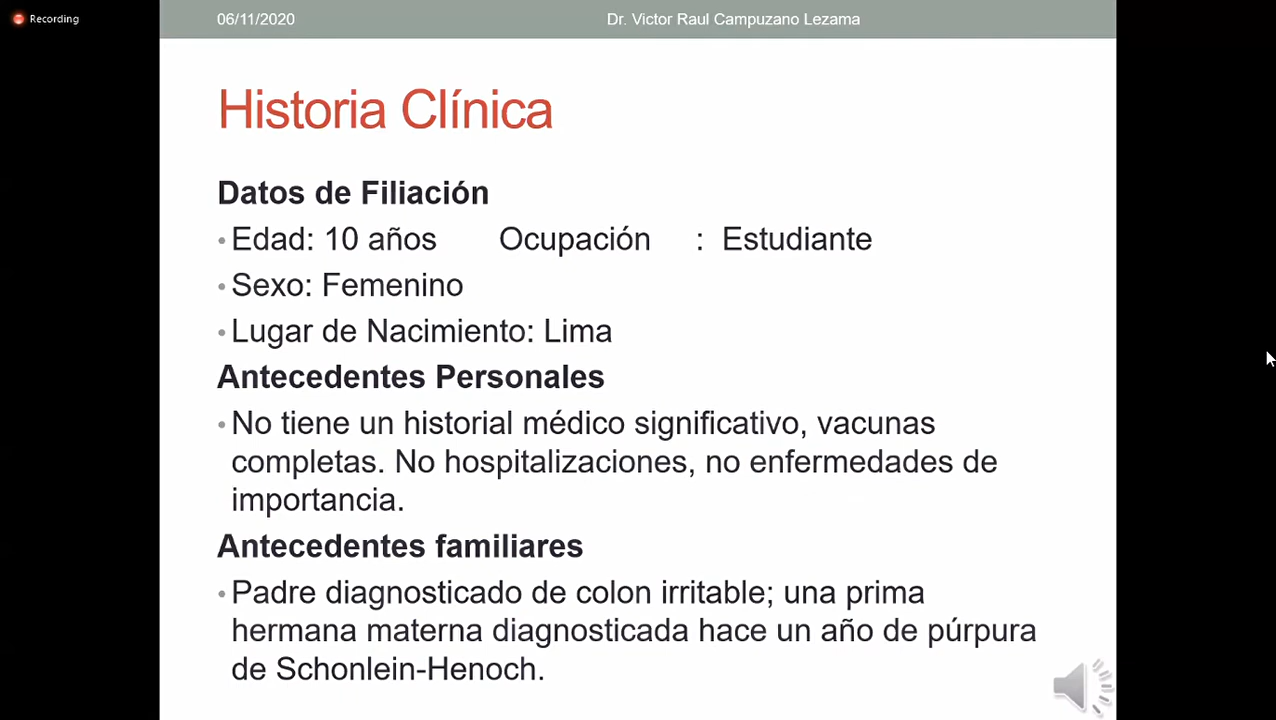 Recording
06/11/2020 Dr. Victor Raul Campuzano Lezama
Historia Clínica
Datos de Filiación
• Edad: 10 años Ocupación : Estudiante
• Sexo: Femenino
• Lugar de Nacimiento: Lima
Antecedentes Personales
• No tiene un historial médico significativo, vacunas
completas. No hospitalizaciones, no enfermedades de
importancia.
Antecedentes familiares
• Padre diagnosticado de colon irritable; una prima
hermana materna diagnosticada hace un año de púrpura
de Schonlein-Henoch.